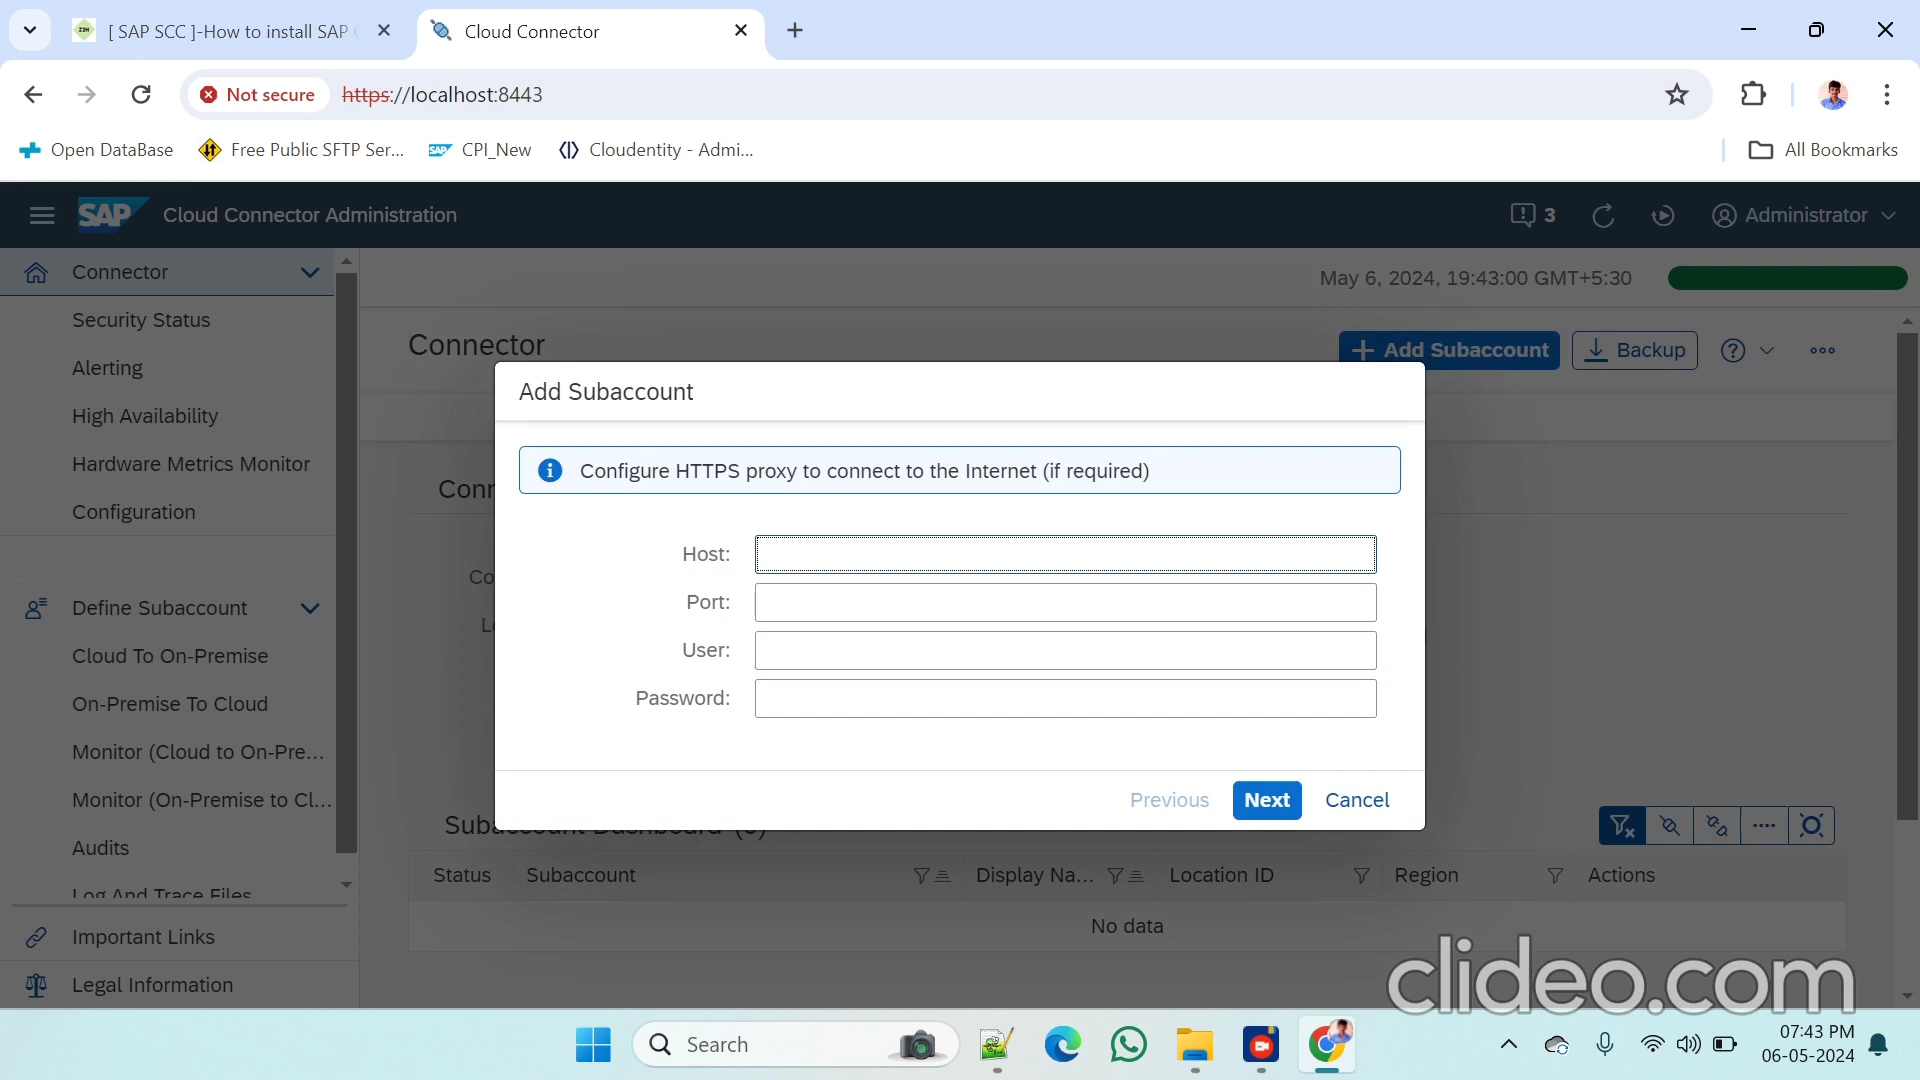 [ SAP SCC ]-How to install SAP
Cloud Connector
Not secure
https://localhost:8443
Open DataBase
Free Public SFTP Ser...
SAP
CPI_New
Cloudentity - Admi...
All Bookmarks
SAP
Cloud Connector Administration
3
Administrator
Connector
May 6, 2024, 19:43:00 GMT+5:30
Security Status
Connector
Add Subaccount
Backup
Alerting
Add Subaccount
High Availability
Configure HTTPS proxy to connect to the Internet (if required)
Hardware Metrics Monitor
Conn
Configuration
Host:
Co
Port:
Define Subaccount
User:
Cloud To On-Premise
Password:
On-Premise To Cloud
Monitor (Cloud to On-Pre...
Monitor (On-Premise to Cl...
Previous
Next
Cancel
Subaccount Dashboard (0)
Audits
Status
Subaccount
Display Na...
Location ID
Region
Actions
Log And Trace Files
No data
Important Links
Legal Information
clideo.com
Search
07:43 PM
06-05-2024